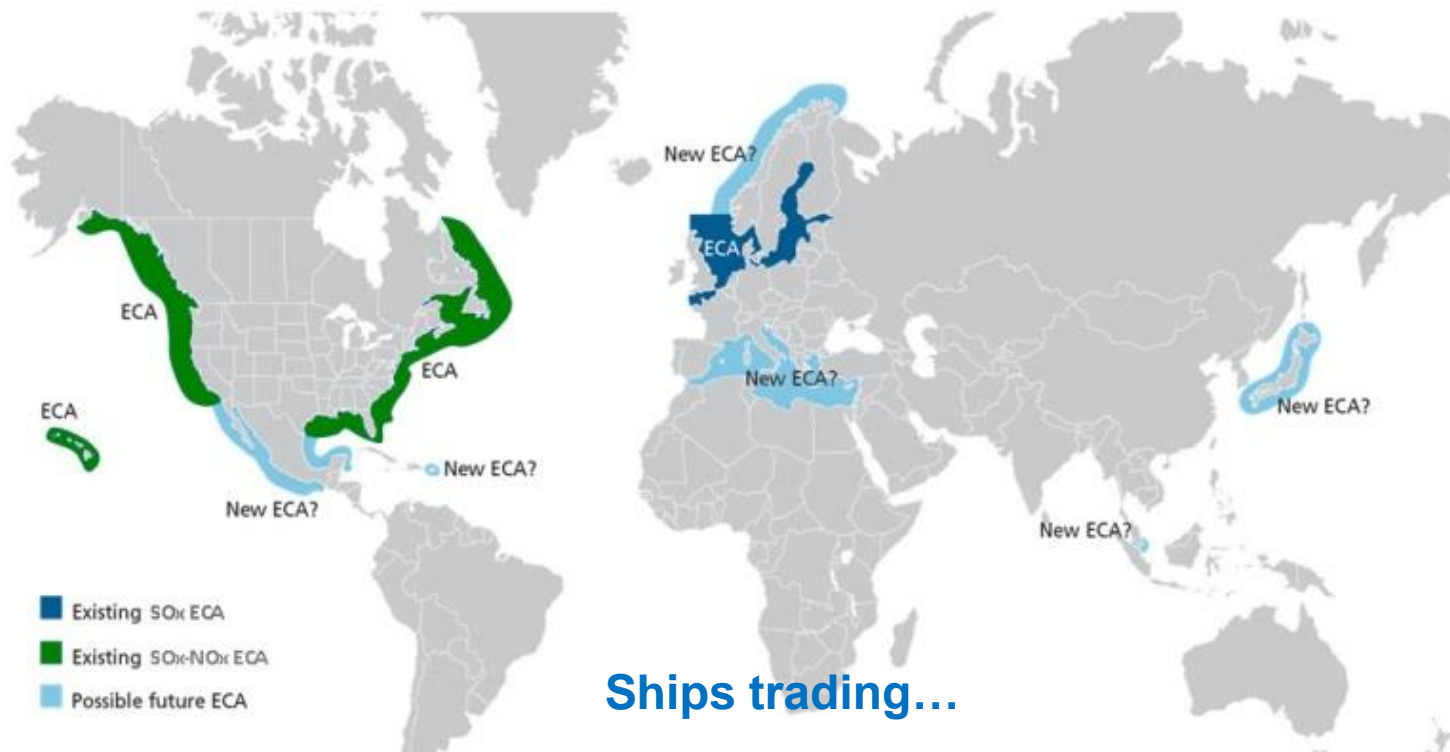 New ECA?
ECA
ECA
ECA
New ECA?
ECA
New ECA?
New ECA?
New ECA?
New ECA?
Existing SOx ECA
Existing SOx-NOx ECA
Possible future ECA
Ships trading…